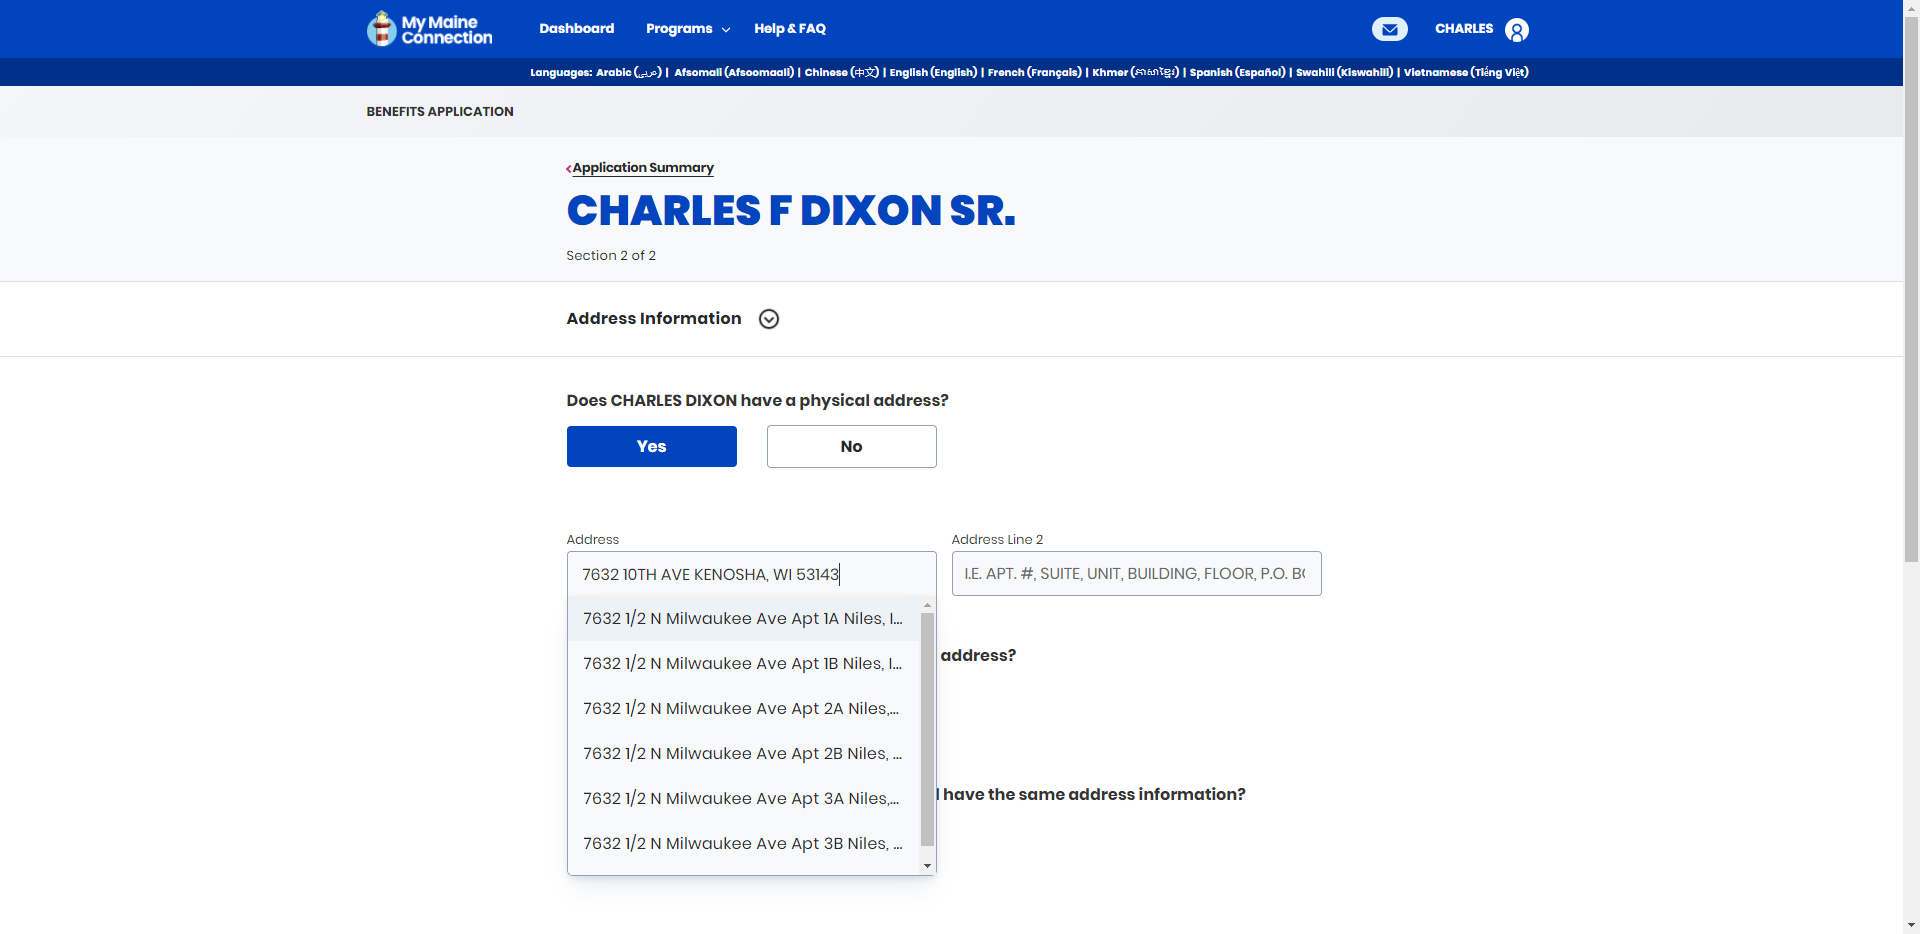 My Maine Connection
Dashboard
Programs
Help & FAQ
CHARLES
Languages: Arabic (عربى) | Afsomali (Afsoomaali) | Chinese (中文) | English (English) | French (Français) | Khmer (ភាសាខ្មែរ) | Spanish (Español) | Swahili (Kiswahili) | Vietnamese (Tiếng Việt)
BENEFITS APPLICATION
Application Summary
CHARLES F DIXON SR.
Section 2 of 2
Address Information
Does CHARLES DIXON have a physical address?
Yes
No
Address
Address Line 2
7632 10TH AVE KENOSHA, WI 53143
I.E. APT. #, SUITE, UNIT, BUILDING, FLOOR, P.O. BO
7632 1/2 N Milwaukee Ave Apt 1A Niles, I...
address?
7632 1/2 N Milwaukee Ave Apt 1B Niles, I...
7632 1/2 N Milwaukee Ave Apt 2A Niles,...
7632 1/2 N Milwaukee Ave Apt 2B Niles, ...
7632 1/2 N Milwaukee Ave Apt 3A Niles,...
have the same address information?
7632 1/2 N Milwaukee Ave Apt 3B Niles, ...